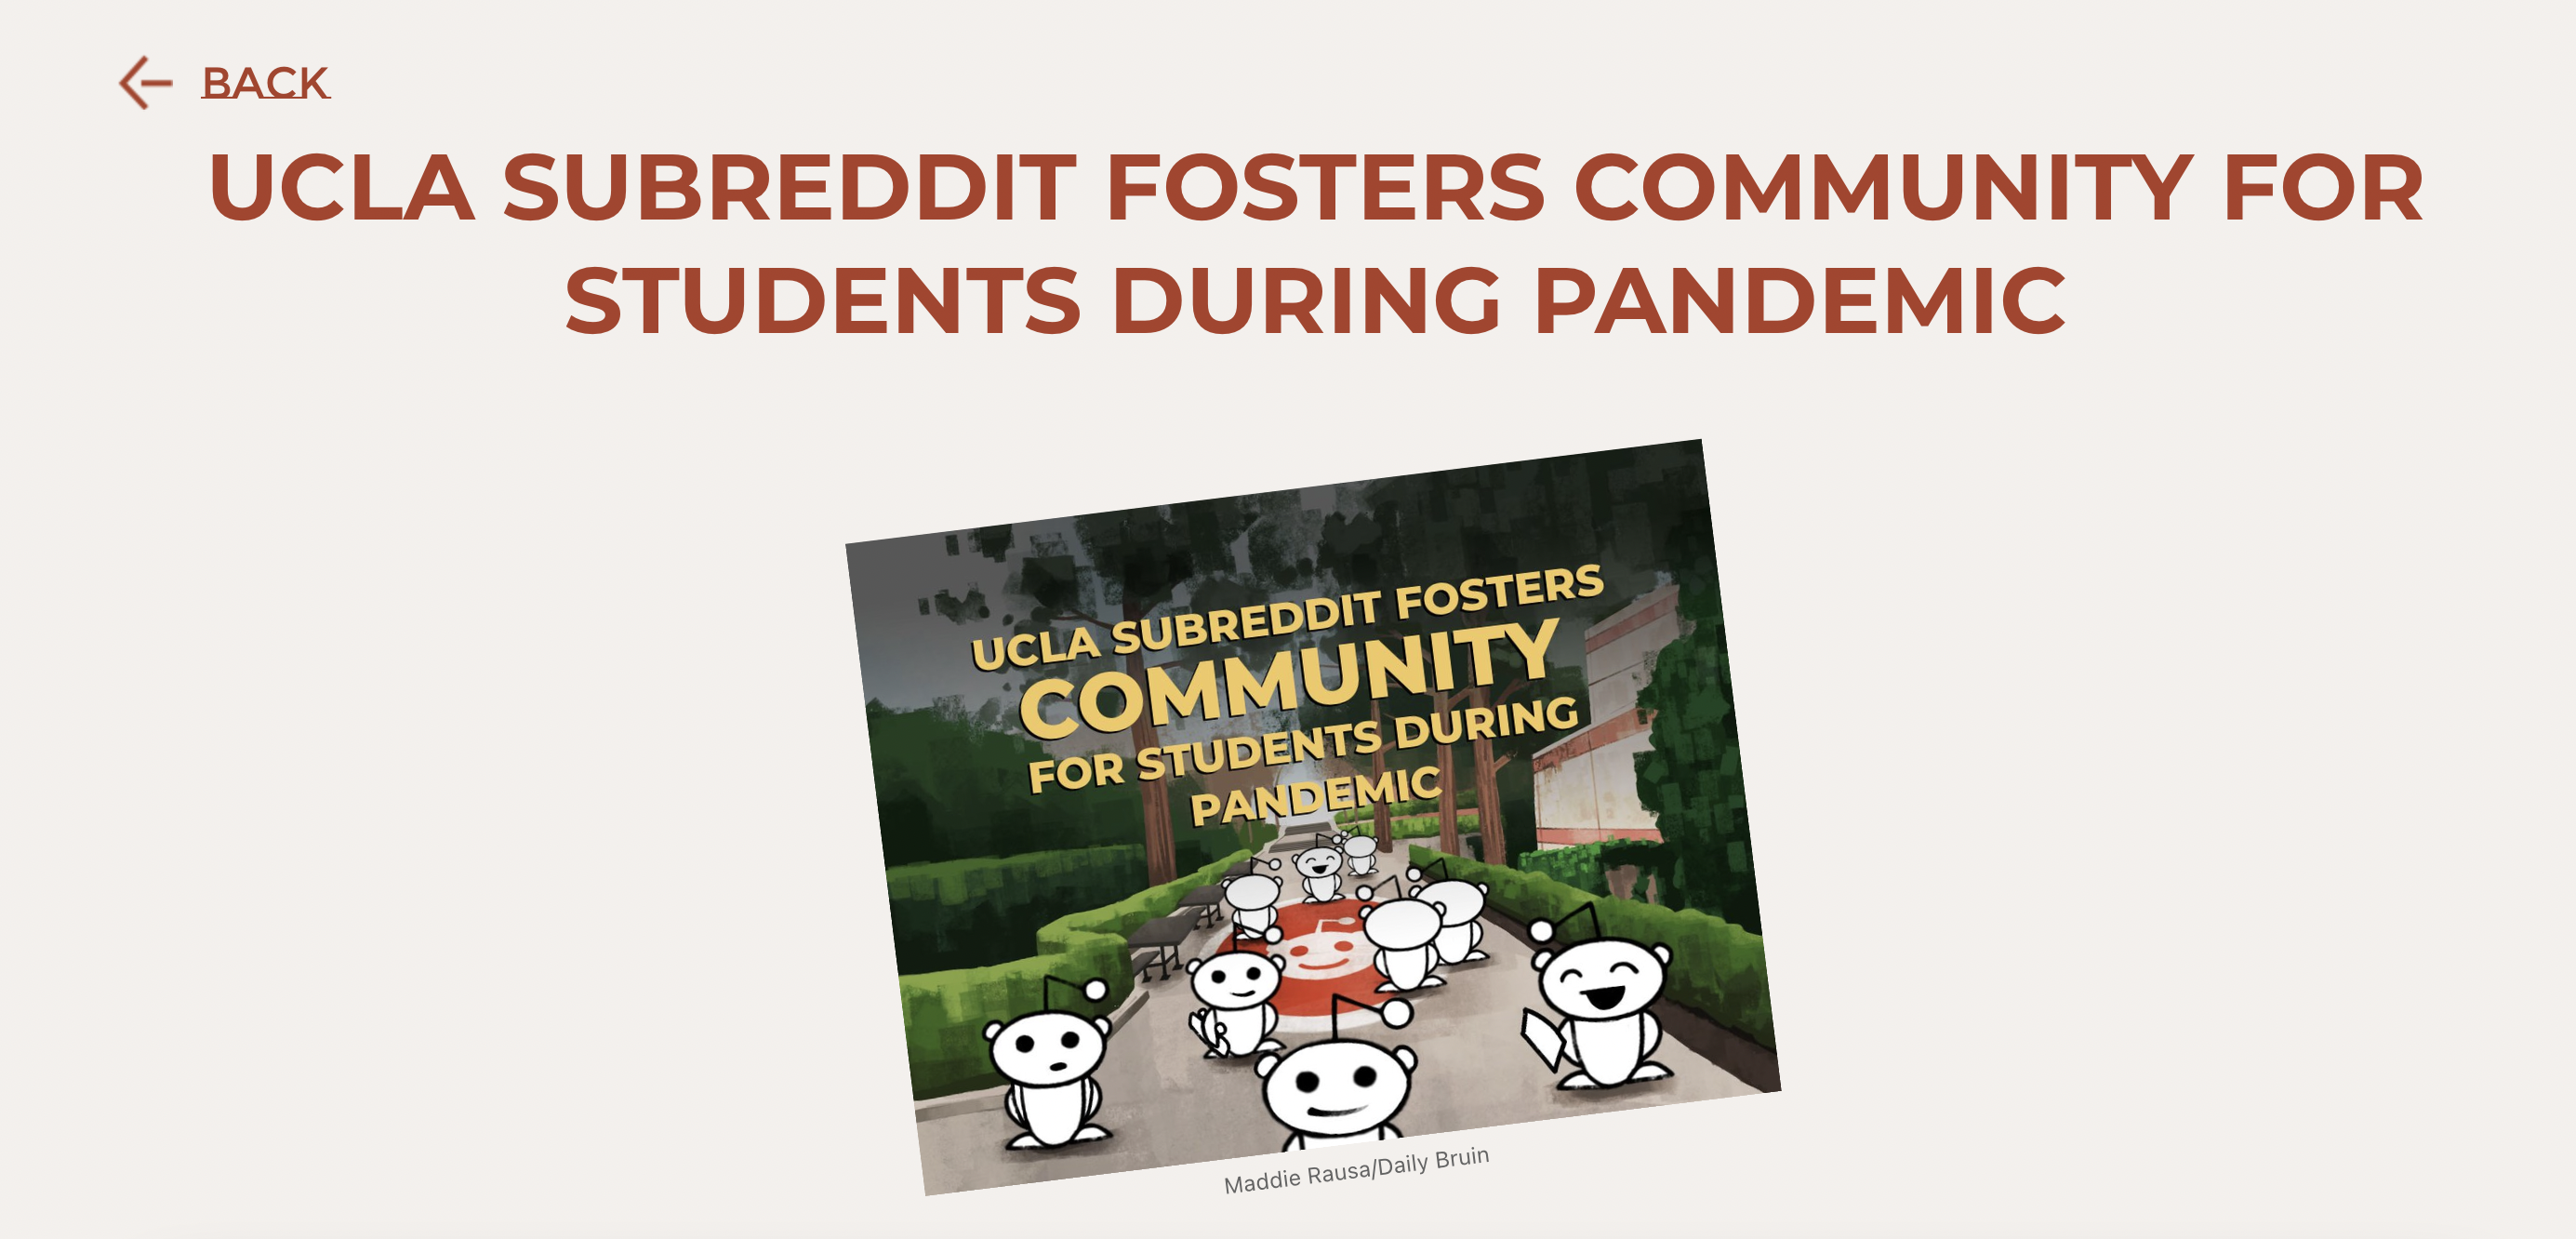 BACK
UCLA SUBREDDIT FOSTERS COMMUNITY FOR
STUDENTS DURING PANDEMIC
UCLA SUBREDDIT FOSTERS
COMMUNITY
FOR STUDENTS DURING
PANDEMIC
Maddie Rausa/Daily Bruin